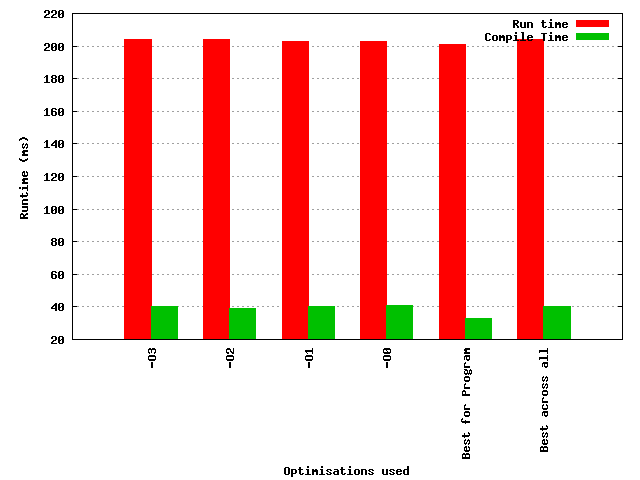 Run time
Compile Time
220
200
180
160
140
120
100
80
60
40
20
Runtime (ms)
-O3
-O2
-O1
-O0
Best for Program
Best across all
Optimisations used